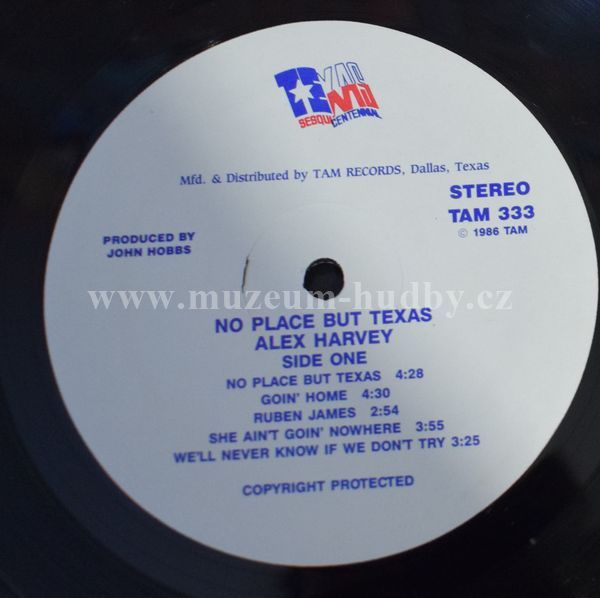 TEXAS
SESQUICENTENNIAL
Mfd. & Distributed by TAM RECORDS, Dallas, Texas
STEREO
TAM 333
© 1986 TAM
PRODUCED BY
JOHN HOBBS
www.muzeum-hudby.cz
NO PLACE BUT TEXAS
ALEX HARVEY
SIDE ONE
NO PLACE BUT TEXAS 4:28
GOIN' HOME 4:30
RUBEN JAMES 2:54
SHE AIN'T GOIN' NOWHERE 3:55
WE'LL NEVER KNOW IF WE DON'T TRY 3:25
COPYRIGHT PROTECTED